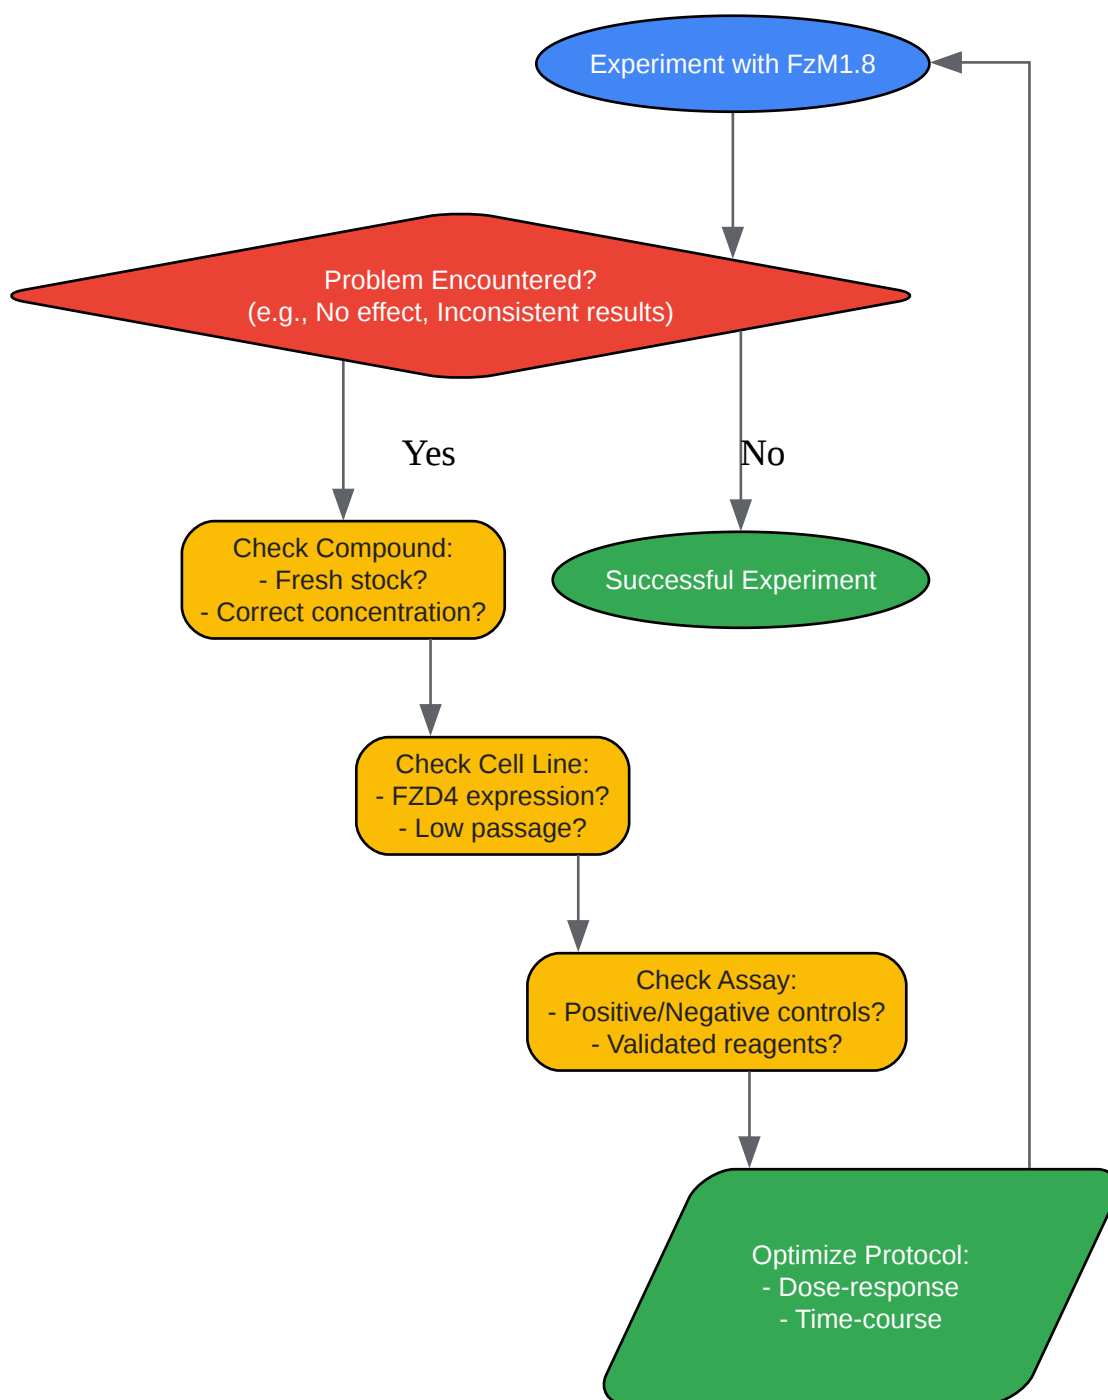 Experiment with FzM1.8
Problem Encountered?
(e.g., No effect, Inconsistent results)
Yes
No
Check Compound:
- Fresh stock?
- Correct concentration?
Successful Experiment
Check Cell Line:
- FZD4 expression?
- Low passage?
Check Assay:
- Positive/Negative controls?
- Validated reagents?
Optimize Protocol:
- Dose-response
- Time-course